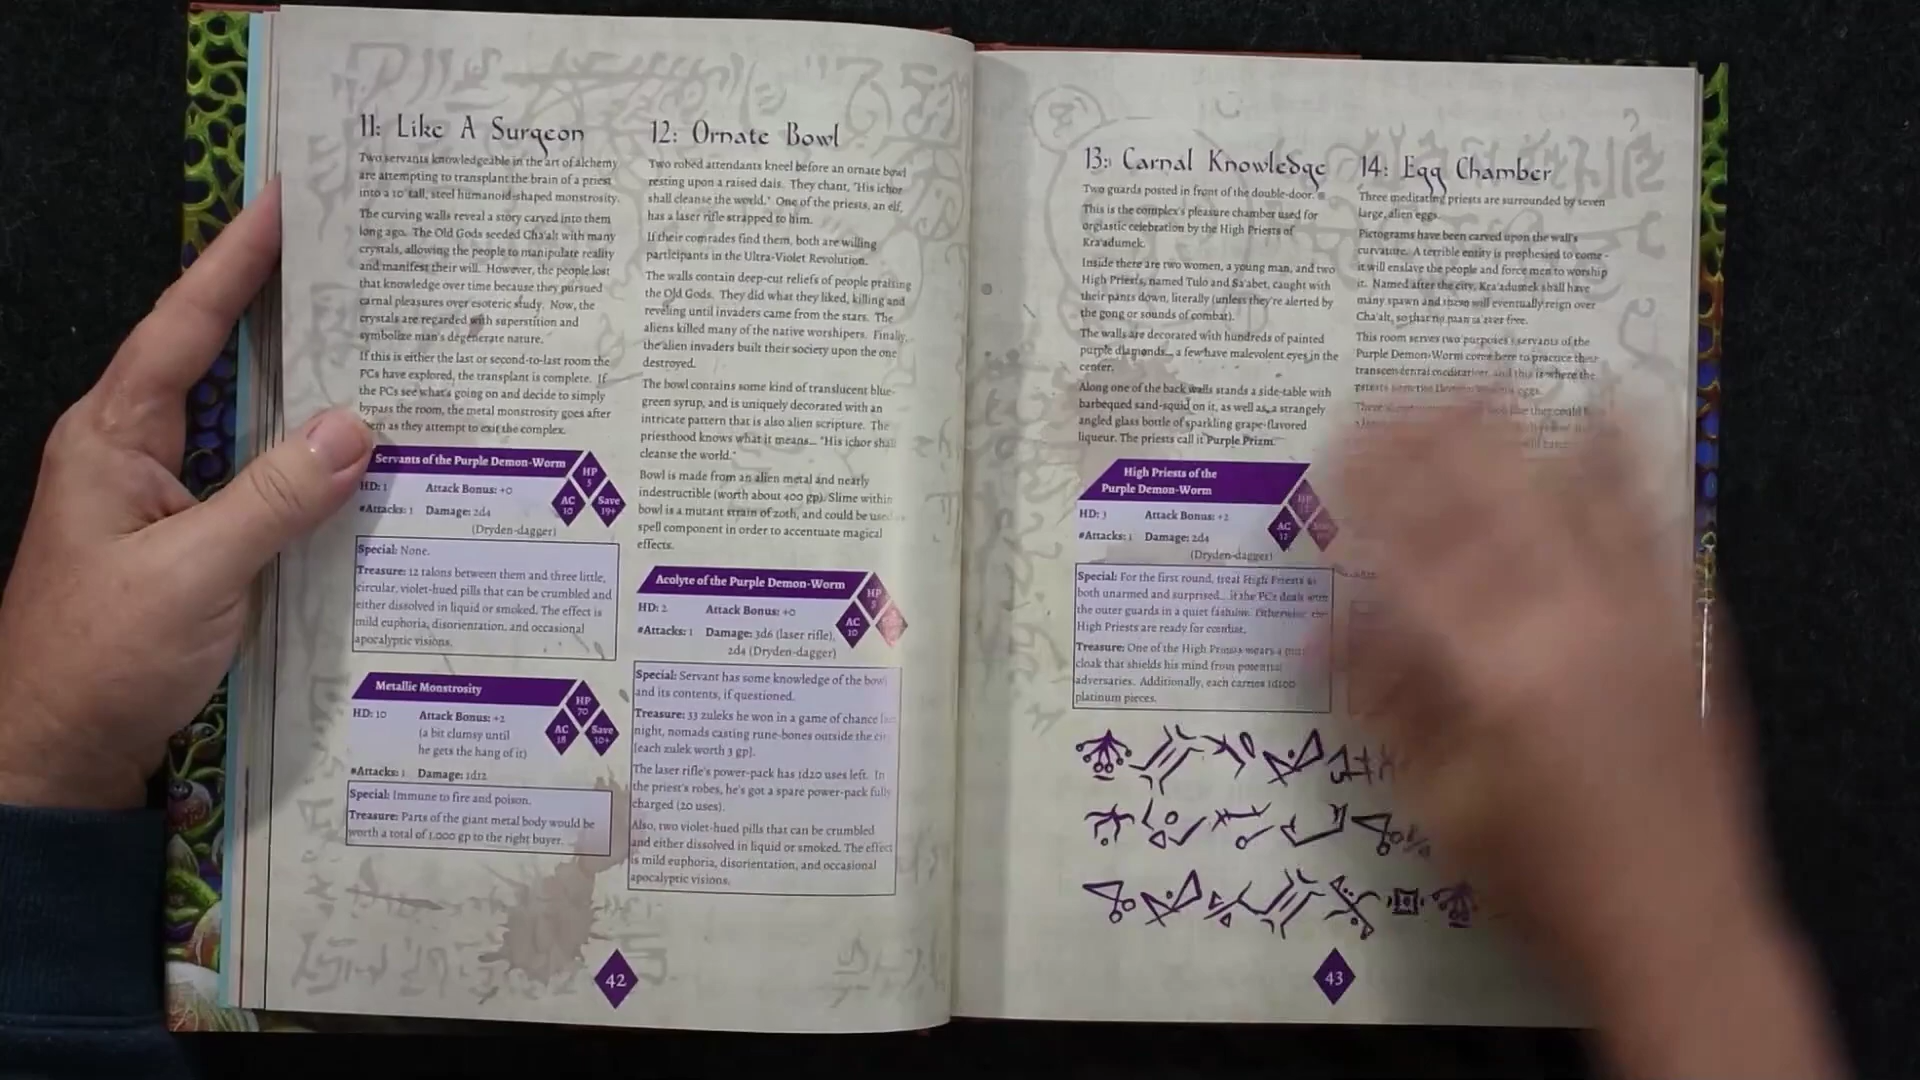 11: Like A Surgeon
Two servants knowledgeable in the art of alchemy
are attempting to transplant the brain of a priest
into a 10' tall, steel humanoid-shaped monstrosity.
The curving walls reveal a story carved into them
long ago. The Old Gods seeded Cha'alt with many
crystals, allowing the people to manipulate reality
and manifest their will. However, the people lost
that knowledge over time because they pursued
carnal pleasures over esoteric study. Now, the
crystals are regarded with superstition and
symbolize man's degenerate nature.
If this is either the last or second-to-last room the
PCs have explored, the transplant is complete. If
the PCs see what's going on and decide to simply
bypass the room, the metal monstrosity goes after
them as they attempt to exit the complex.
Servants of the Purple Demon-Worm
HP
5
HD: 1
Attack Bonus: +0
AC
10
Save
19+
#Attacks: 1
Damage: 2d4
(Dryden-dagger)
Special: None.
Treasure: 12 talons between them and three little,
circular, violet-hued pills that can be crumbled and
either dissolved in liquid or smoked. The effect is
mild euphoria, disorientation, and occasional
apocalyptic visions.
Metallic Monstrosity
HP
70
HD: 10
Attack Bonus: +2
(a bit clumsy until
he gets the hang of it)
AC
18
Save
10+
#Attacks: 1
Damage: 1d12
Special: Immune to fire and poison.
Treasure: Parts of the giant metal body would be
worth a total of 1,000 gp to the right buyer.
12: Ornate Bowl
Two robed attendants kneel before an ornate bowl
resting upon a raised dais. They chant, "His ichor
shall cleanse the world." One of the priests, an elf,
has a laser rifle strapped to him.
If their comrades find them, both are willing
participants in the Ultra-Violet Revolution.
The walls contain deep-cut reliefs of people praising
the Old Gods. They did what they liked, killing and
reveling until invaders came from the stars. The
aliens killed many of the native worshipers. Finally,
the alien invaders built their society upon the one
destroyed.
The bowl contains some kind of translucent blue-
green syrup, and is uniquely decorated with an
intricate pattern that is also alien scripture. The
priesthood knows what it means... "His ichor shall
cleanse the world."
Bowl is made from an alien metal and nearly
indestructible (worth about 400 gp). Slime within
bowl is a mutant strain of zoth, and could be used as
spell component in order to accentuate magical
effects.
Acolyte of the Purple Demon-Worm
HP
5
HD: 2
Attack Bonus: +0
AC
10
#Attacks: 1
Damage: 3d6 (laser rifle),
2d4 (Dryden-dagger)
Special: Servant has some knowledge of the bowl
and its contents, if questioned.
Treasure: 33 zuleks he won in a game of chance last
night, nomads casting rune-bones outside the city
[each zulek worth 3 gp].
The laser rifle's power-pack has 1d20 uses left. In
the priest's robes, he's got a spare power-pack fully
charged (20 uses).
Also, two violet-hued pills that can be crumbled
and either dissolved in liquid or smoked. The effect
is mild euphoria, disorientation, and occasional
apocalyptic visions.
42
13: Carnal Knowledge
Two guards posted in front of the double-door.
This is the complex's pleasure chamber used for
orgiastic celebration by the High Priests of
Kra'adumek.
Inside there are two women, a young man, and two
High Priests, named Tulo and Sa'abet, caught with
their pants down, literally (unless they're alerted by
the gong or sounds of combat).
The walls are decorated with hundreds of painted
purple diamonds... a few have malevolent eyes in the
center.
Along one of the back walls stands a side-table with
barbequed sand-squid on it, as well as, a strangely
angled glass bottle of sparkling grape-flavored
liqueur. The priests call it Purple Prizm.
High Priests of the
Purple Demon-Worm
HP
HD: 3
Attack Bonus: +2
AC
12
#Attacks: 1
Damage: 2d4
(Dryden-dagger)
Special: For the first round, treat High Priests as
both unarmed and surprised... if the PCs dealt with
the outer guards in a quiet fashion. Otherwise, the
High Priests are ready for combat.
Treasure: One of the High Priests wears a
cloak that shields his mind from potential
adversaries. Additionally, each carries 1d100
platinum pieces.
14: Egg Chamber
Three meditating priests are surrounded by seven
large, alien eggs.
Pictograms have been carved upon the wall's
curvature. A terrible entity is prophesied to come -
it will enslave the people and force men to worship
it. Named after the city, Kra'adumek shall have
many spawn and these will eventually reign over
Cha'alt, so that no man is ever free.
This room serves two purposes - servants of the
Purple Demon-Worm come here to practice their
transcendental meditation, and this is where the
43